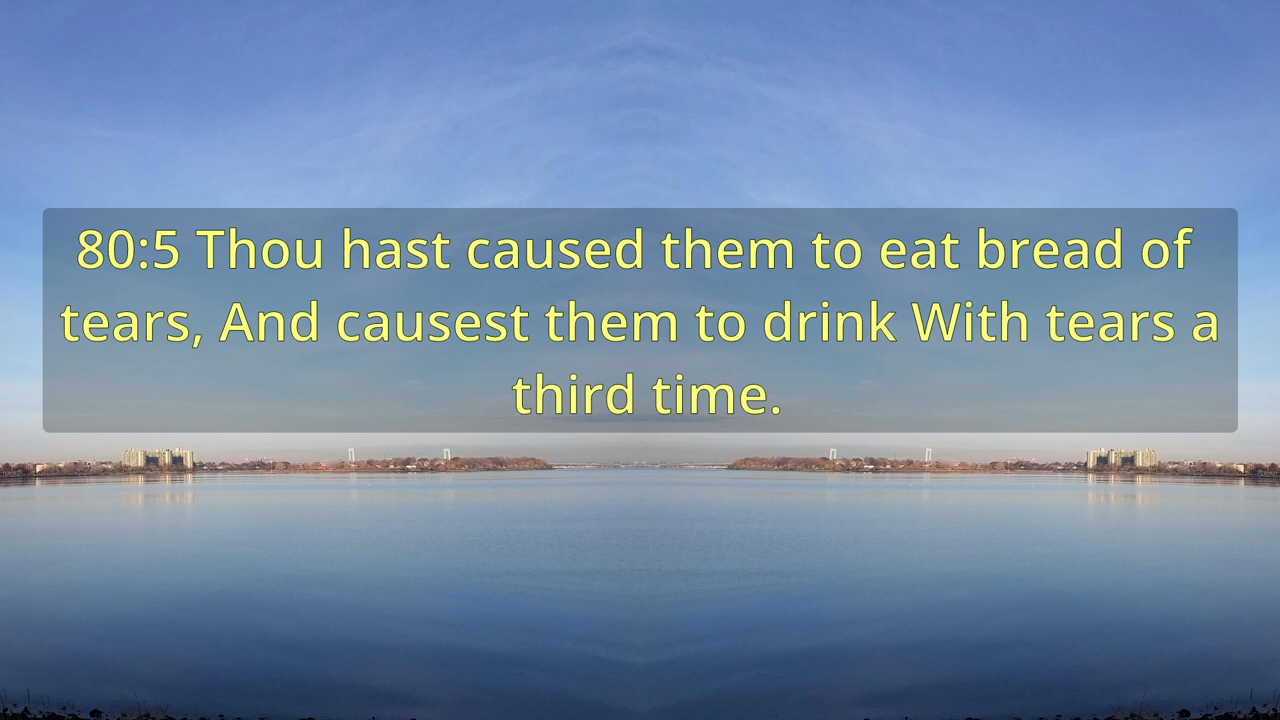 80:5 Thou hast caused them to eat bread of
tears, And causest them to drink With tears a
third time.